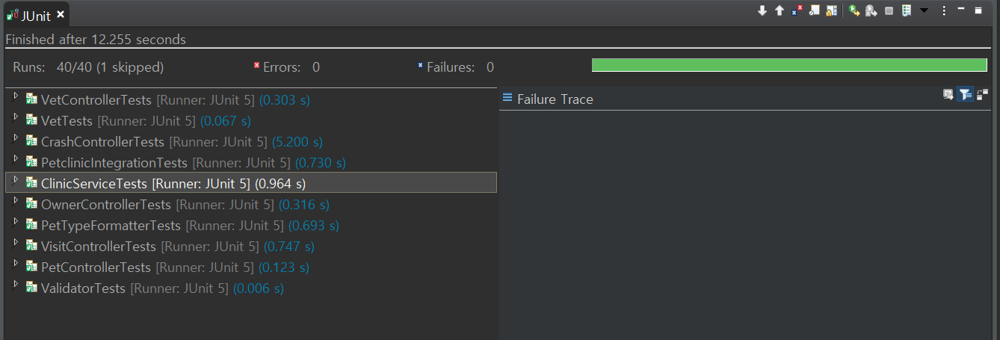 JUnit
Finished after 12.255 seconds
Runs: 40/40 (1 skipped) Errors: 0 Failures: 0
VetControllerTests [Runner: JUnit 5] (0.303 s)
Failure Trace
VetTests [Runner: JUnit 5] (0.067 s)
CrashControllerTests [Runner: JUnit 5] (5.200 s)
PetclinicIntegrationTests [Runner: JUnit 5] (0.730 s)
ClinicServiceTests [Runner: JUnit 5] (0.964 s)
OwnerControllerTests [Runner: JUnit 5] (0.316 s)
PetTypeFormatterTests [Runner: JUnit 5] (0.693 s)
VisitControllerTests [Runner: JUnit 5] (0.747 s)
PetControllerTests [Runner: JUnit 5] (0.123 s)
ValidatorTests [Runner: JUnit 5] (0.006 s)